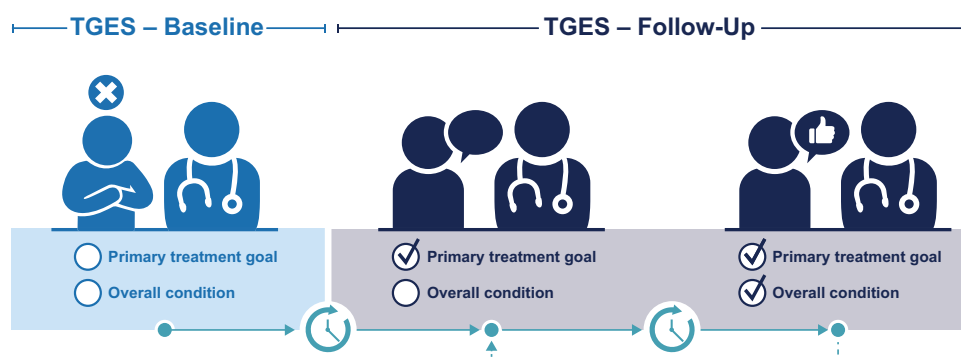 TGES – Baseline
TGES – Follow-Up
Primary treatment goal
Overall condition
Primary treatment goal
Overall condition
Primary treatment goal
Overall condition